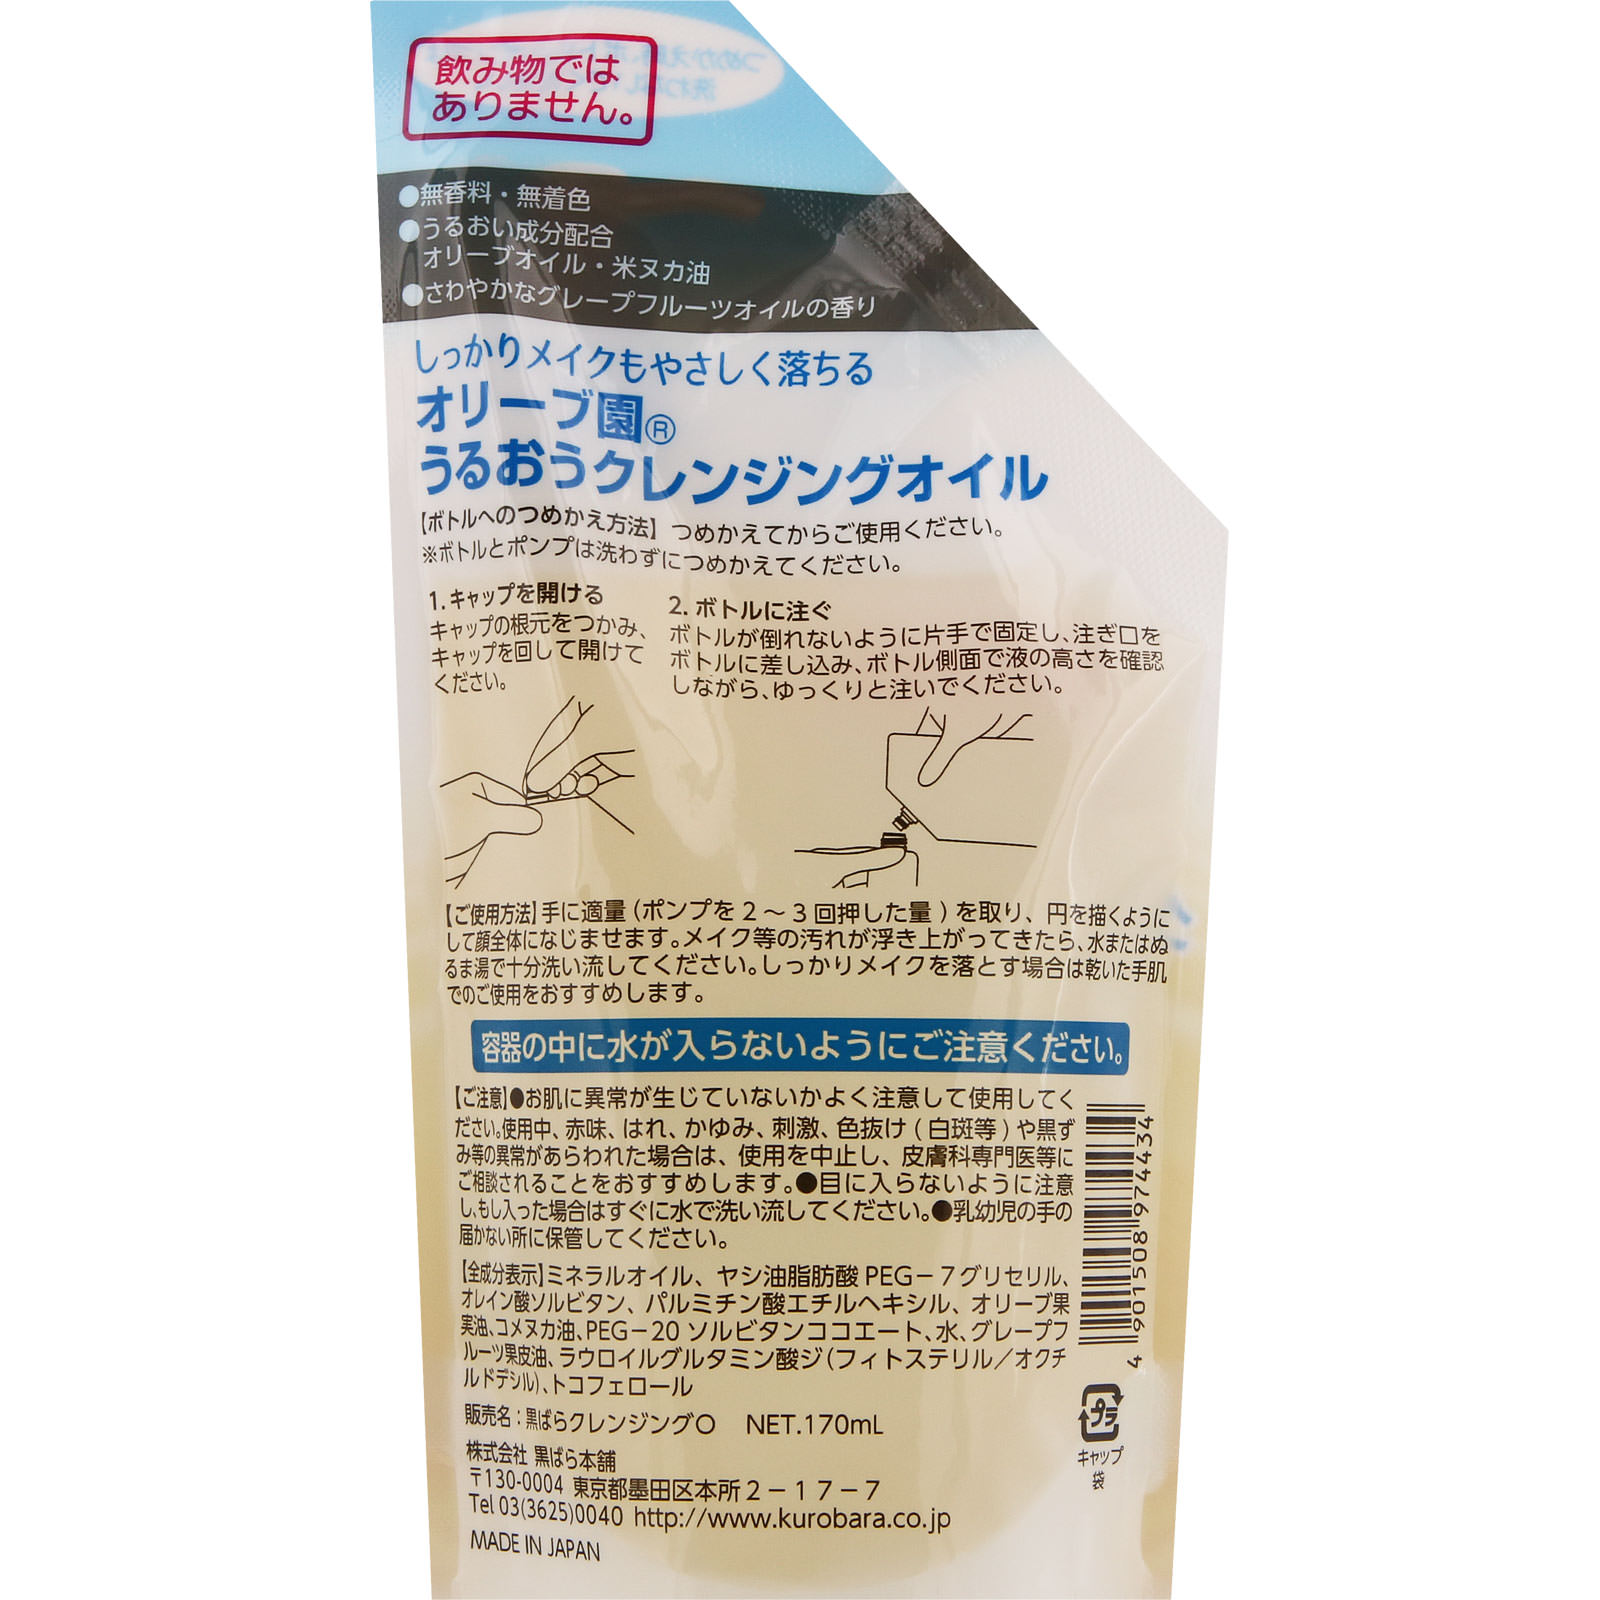 飲み物では
ありません。
●無香料・無着色
●うるおい成分配合
オリーブオイル・米ヌカ油
●さわやかなグレープフルーツオイルの香り
しっかりメイクもやさしく落ちる
オリーブ園®
うるおうクレンジングオイル
【ボトルへのつめかえ方法】つめかえてからご使用ください。
※ボトルとポンプは洗わずにつめかえてください。
1.キャップを開ける
キャップの根元をつかみ、
キャップを回して開けて
ください。
2.ボトルに注ぐ
ボトルが倒れないように片手で固定し、注ぎ口を
ボトルに差し込み、ボトル側面で液の高さを確認
しながら、ゆっくりと注いでください。
【ご使用方法】手に適量(ポンプを2～3回押した量)を取り、円を描くように
して顔全体になじませます。メイク等の汚れが浮き上がってきたら、水またはぬ
るま湯で十分洗い流してください。しっかりメイクを落とす場合は乾いた手肌
でのご使用をおすすめします。
容器の中に水が入らないようにご注意ください。
【ご注意】●お肌に異常が生じていないかよく注意して使用してく
ださい。使用中、赤味、はれ、かゆみ、刺激、色抜け(白斑等)や黒ず
み等の異常があらわれた場合は、使用を中止し、皮膚科専門医等に
ご相談されることをおすすめします。●目に入らないように注意
し、もし入った場合はすぐに水で洗い流してください。●乳幼児の手の
届かない所に保管してください。
【全成分表示】ミネラルオイル、ヤシ油脂肪酸PEG－7グリセリル、
オレイン酸ソルビタン、パルミチン酸エチルヘキシル、オリーブ果
実油、コメヌカ油、PEG－20ソルビタンココエート、水、グレープフ
ルーツ果皮油、ラウロイルグルタミン酸ジ(フィトステリル／オクチ
ルドデシル)、トコフェロール
販売名：黒ばらクレンジングO NET.170mL
株式会社 黒ばら本舗
〒130-0004 東京都墨田区本所2－17－7
Tel 03(3625)0040 http://www.kurobara.co.jp
MADE IN JAPAN
4 901508 974434
プラ
キャップ
袋